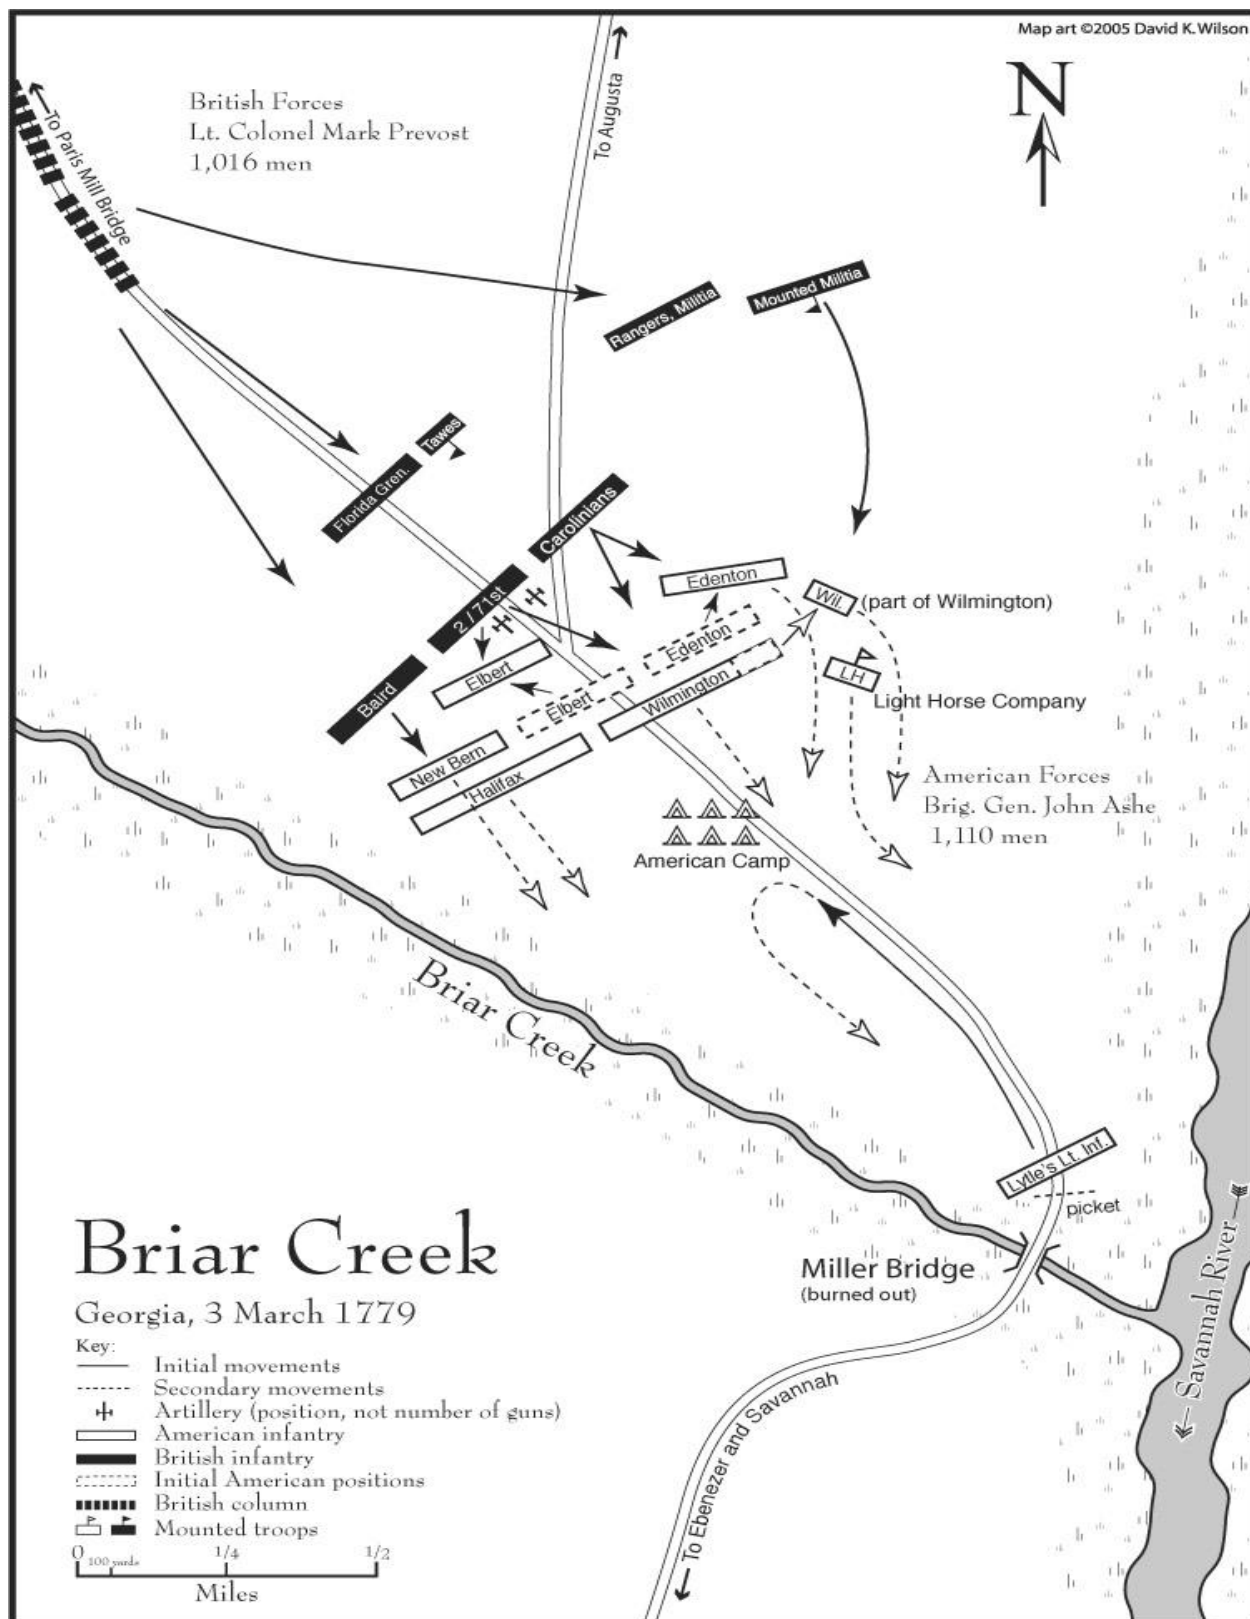 Map art ©2005 David K. Wilson
N
British Forces
Lt. Colonel Mark Prevost
1,016 men
To Augusta
To Paris Mill Bridge
Rangers, Militia
Mounted Militia
Tawes
Florida Gren.
Carolinians
2 / 71st
Baird
Edenton
Wil.
(part of Wilmington)
Edenton
Elbert
Elbert
Wilmington
LH
Light Horse Company
New Bern
Halifax
American Forces
Brig. Gen. John Ashe
1,110 men
American Camp
Briar Creek
Lytle's Lt. Inf.
picket
Miller Bridge
(burned out)
Savannah River
To Ebenezer and Savannah
Briar Creek
Georgia, 3 March 1779
Key:
Initial movements
Secondary movements
Artillery (position, not number of guns)
American infantry
British infantry
Initial American positions
British column
Mounted troops
0 100 yards 1/4 1/2
Miles